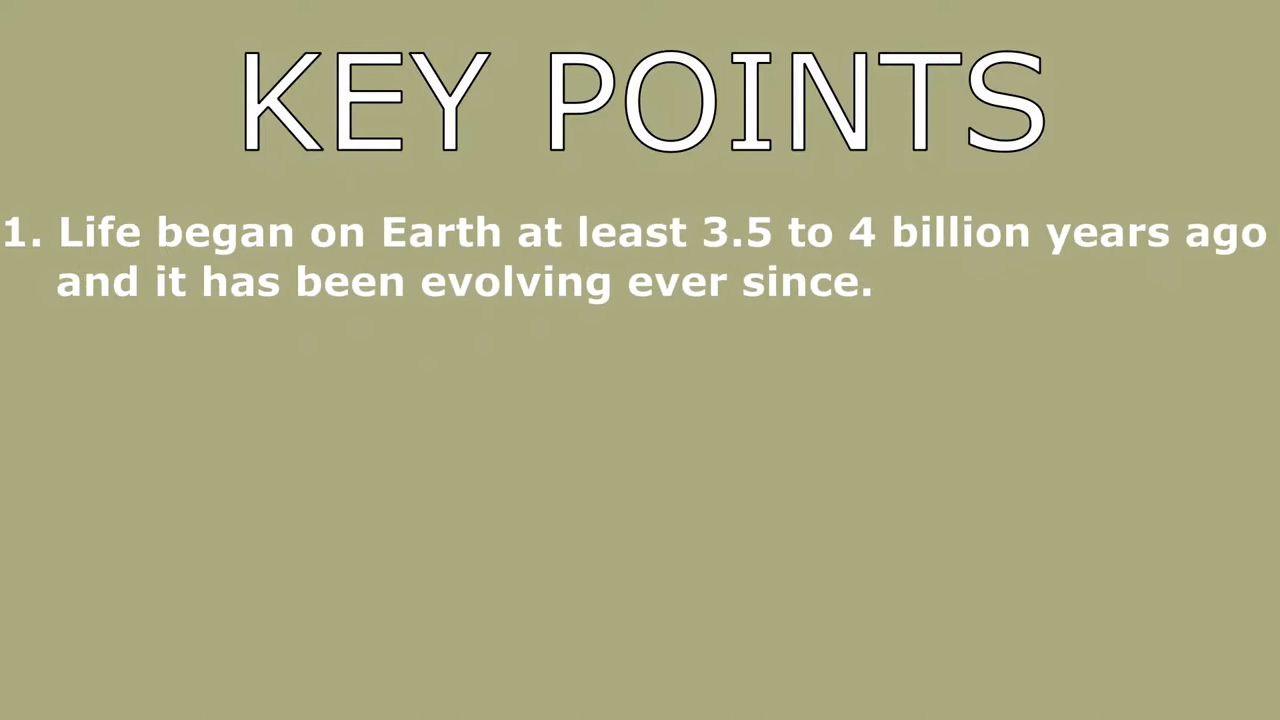 KEY POINTS
1. Life began on Earth at least 3.5 to 4 billion years ago
and it has been evolving ever since.